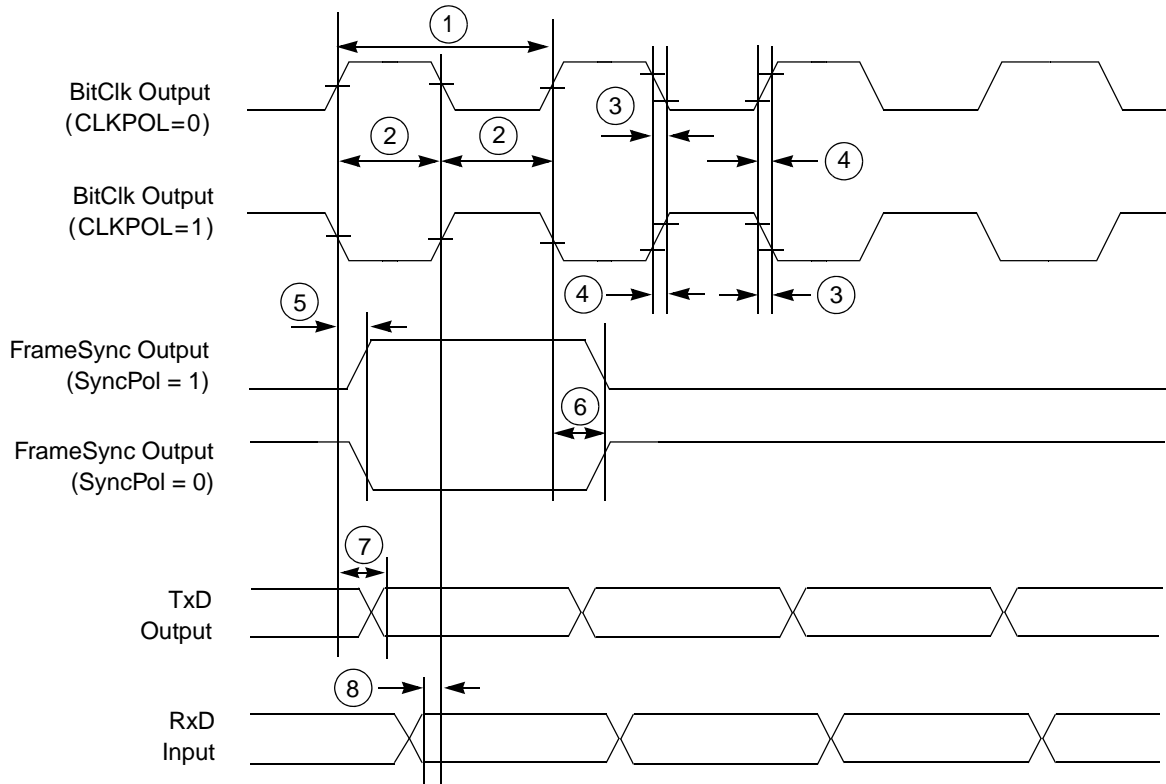 1
BitClk Output
(CLKPOL=0)
3
2
2
4
BitClk Output
(CLKPOL=1)
5
4
3
FrameSync Output
(SyncPol = 1)
6
FrameSync Output
(SyncPol = 0)
7
TxD
Output
8
RxD
Input